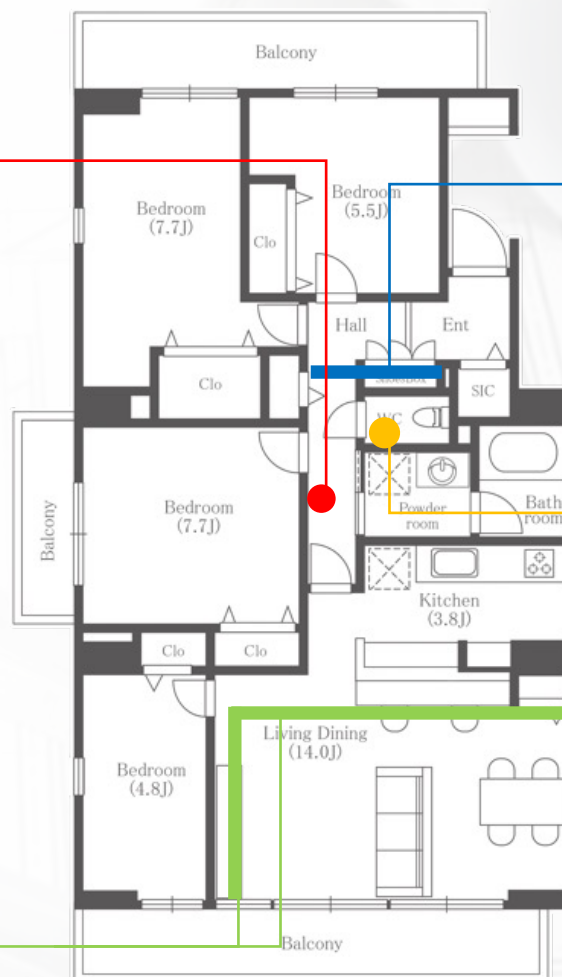 Balcony
Bedroom
(7.7J)
Bedroom
(5.5J)
Clo
Hall
Ent
Clo
ShoesBox
SIC
WC
Balcony
Bedroom
(7.7J)
Powder
room
Bath
room
Kitchen
(3.8J)
Clo
Clo
Living Dining
(14.0J)
Bedroom
(4.8J)
Balcony